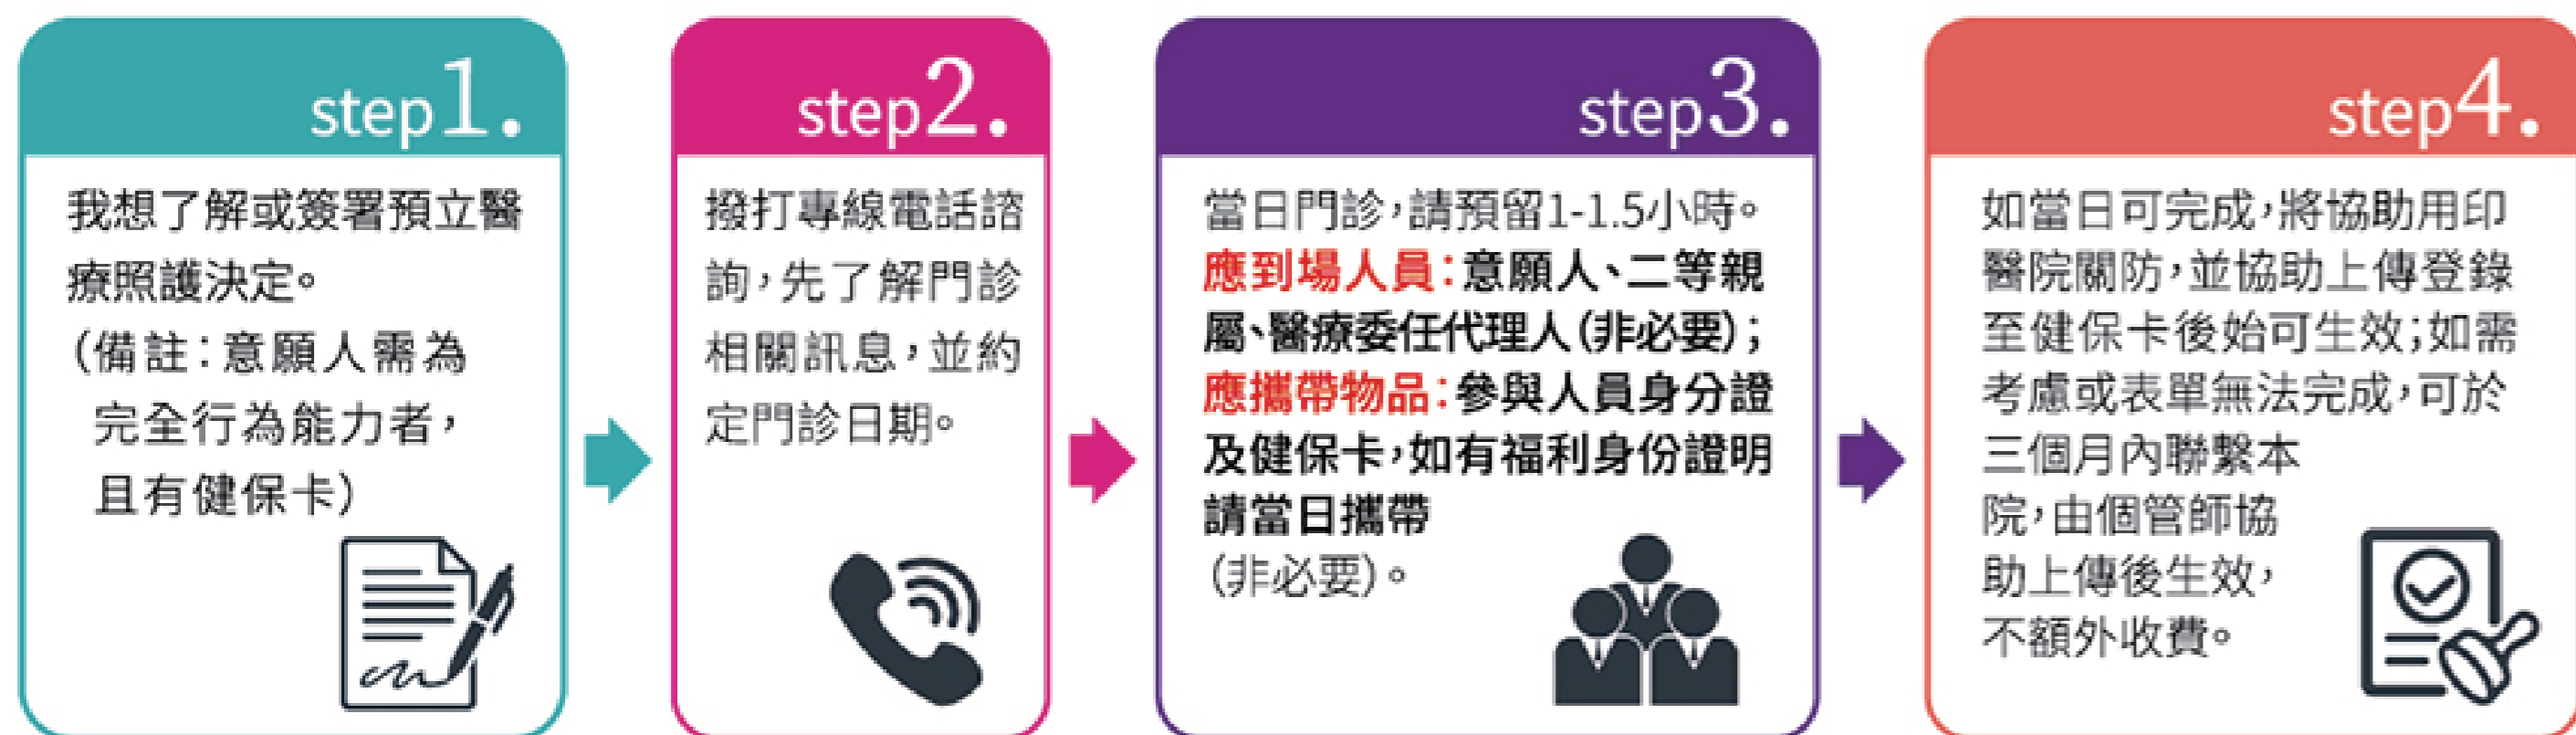 step1.
我想了解或簽署預立醫
療照護決定。
(備註：意願人需為
完全行為能力者，
且有健保卡)
step2.
撥打專線電話諮
詢，先了解門診
相關訊息，並約
定門診日期。
step3.
當日門診，請預留1-1.5小時。
應到場人員：意願人、二等親
屬、醫療委任代理人(非必要)；
應攜帶物品：參與人員身分證
及健保卡，如有福利身份證明
請當日攜帶
(非必要)。
step4.
如當日可完成，將協助用印
醫院關防，並協助上傳登錄
至健保卡後始可生效；如需
考慮或表單無法完成，可於
三個月內聯繫本
院，由個管師協
助上傳後生效，
不額外收費。